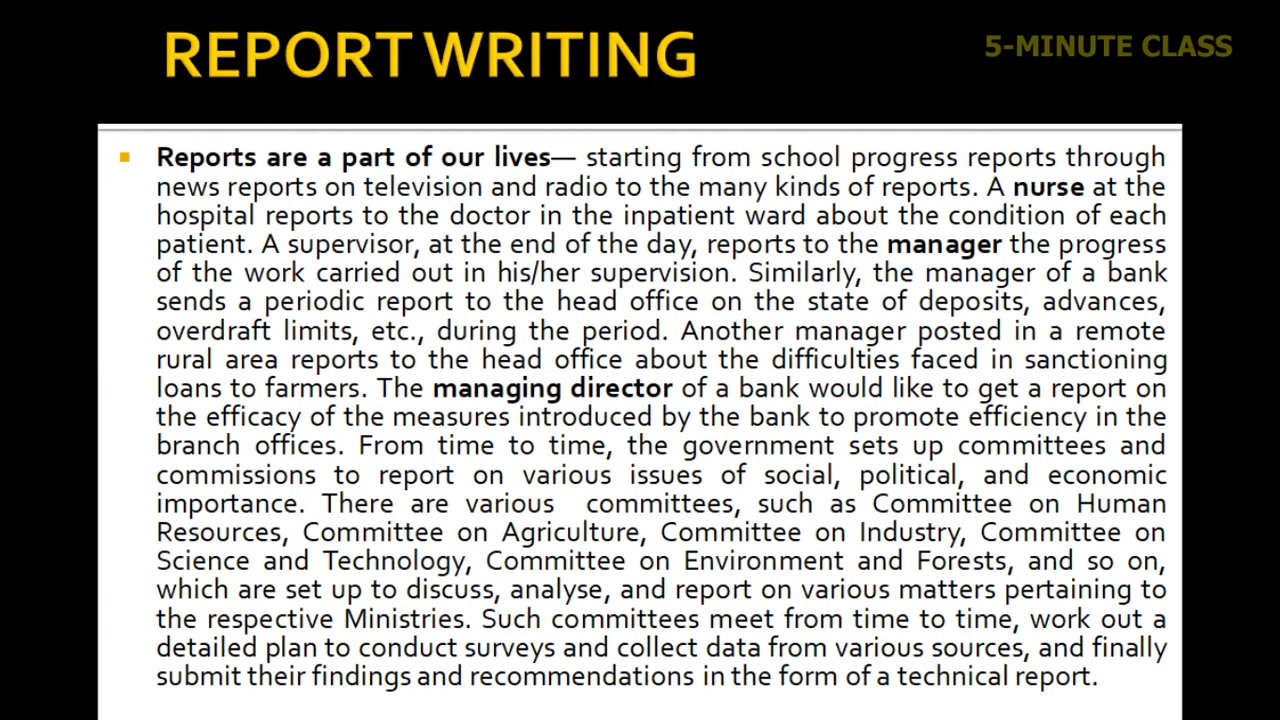 REPORT WRITING
5-MINUTE CLASS
Reports are a part of our lives— starting from school progress reports through
news reports on television and radio to the many kinds of reports. A nurse at the
hospital reports to the doctor in the inpatient ward about the condition of each
patient. A supervisor, at the end of the day, reports to the manager the progress
of the work carried out in his/her supervision. Similarly, the manager of a bank
sends a periodic report to the head office on the state of deposits, advances,
overdraft limits, etc., during the period. Another manager posted in a remote
rural area reports to the head office about the difficulties faced in sanctioning
loans to farmers. The managing director of a bank would like to get a report on
the efficacy of the measures introduced by the bank to promote efficiency in the
branch offices. From time to time, the government sets up committees and
commissions to report on various issues of social, political, and economic
importance. There are various committees, such as Committee on Human
Resources, Committee on Agriculture, Committee on Industry, Committee on
Science and Technology, Committee on Environment and Forests, and so on,
which are set up to discuss, analyse, and report on various matters pertaining to
the respective Ministries. Such committees meet from time to time, work out a
detailed plan to conduct surveys and collect data from various sources, and finally
submit their findings and recommendations in the form of a technical report.